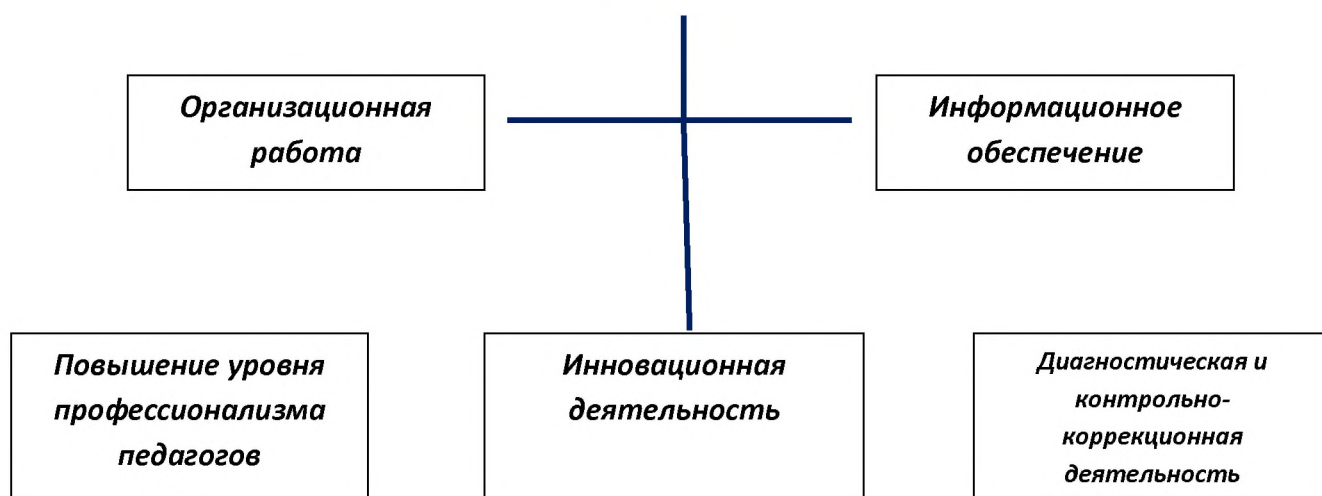 Организационная
работа
Информационное
обеспечение
Повышение уровня
профессионализма
педагогов
Инновационная
деятельность
Диагностическая и
контрольно-
коррекционная
деятельность